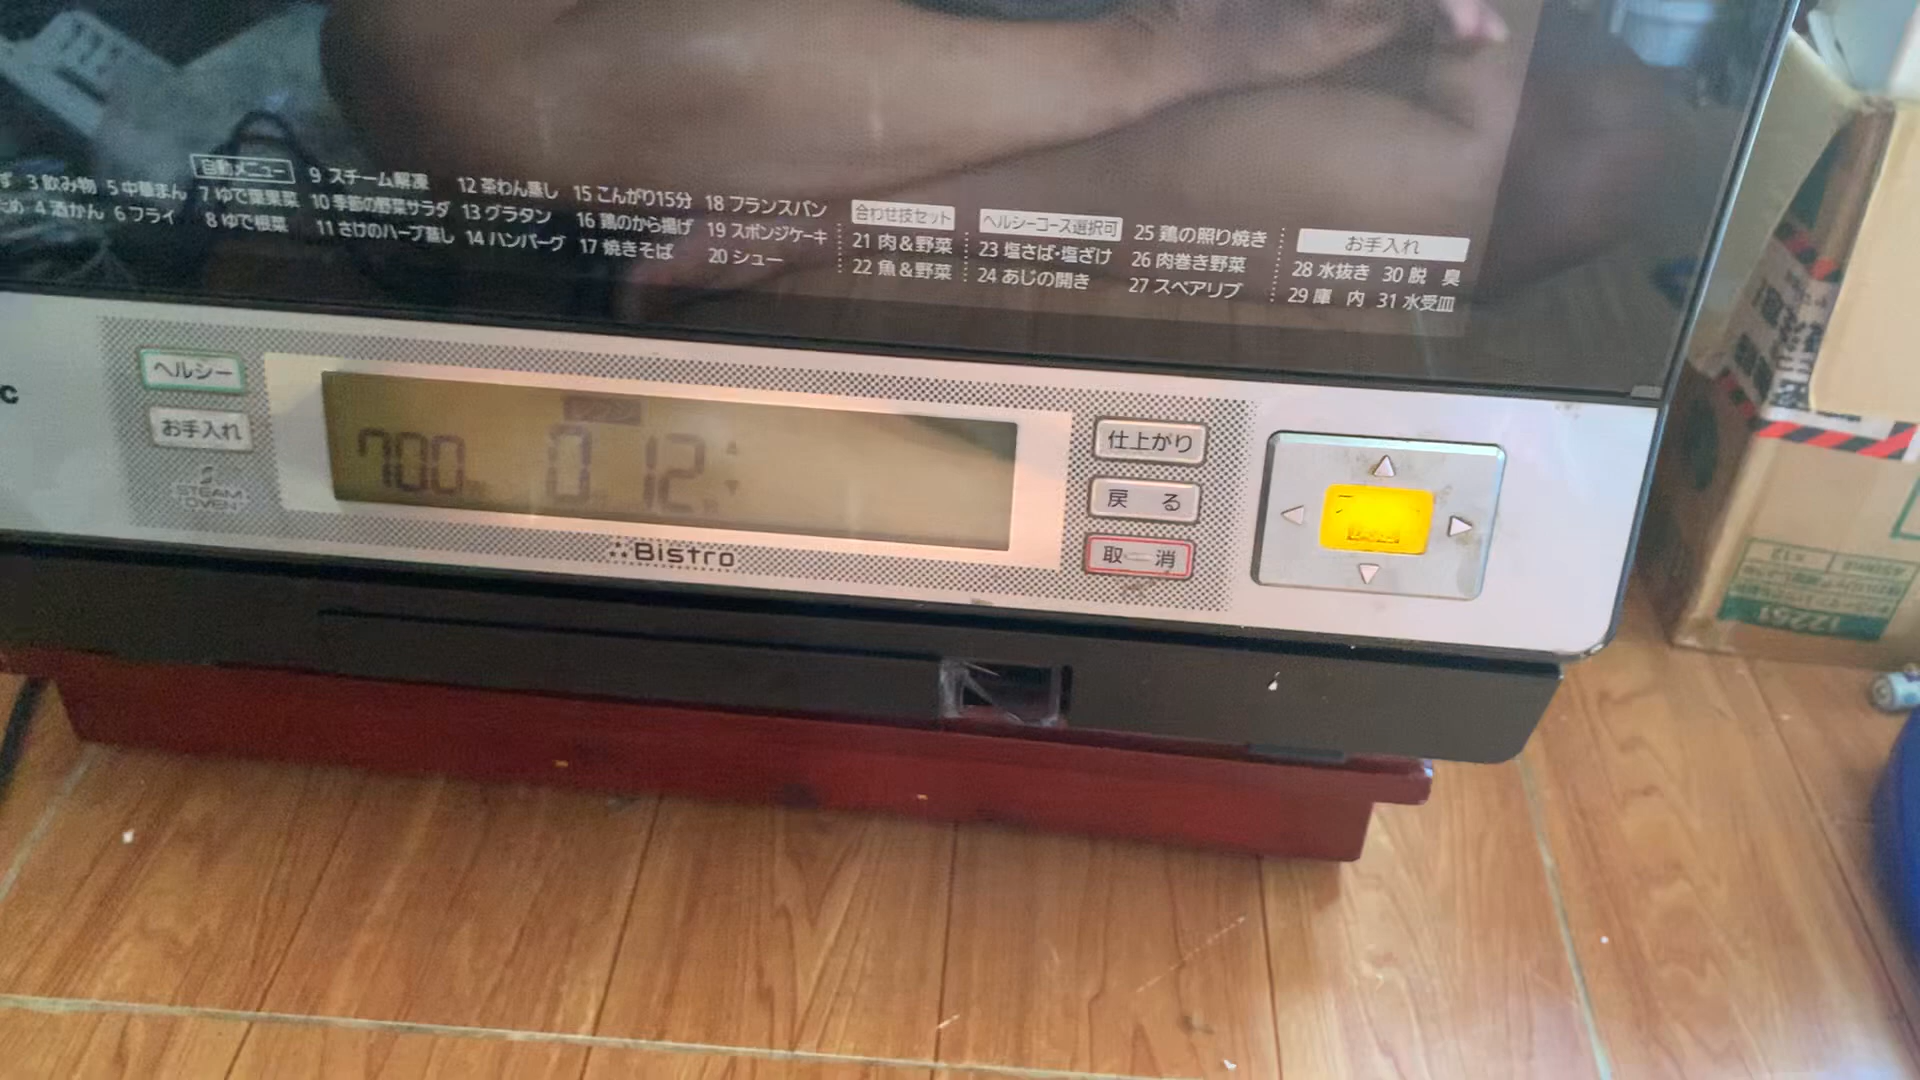 自動メニュー
3 飲み物 5 中華まん 7 ゆで葉果菜 9 スチーム解凍 12 茶わん蒸し 15 こんがり15分 18 フランスパン
4 酒かん 6 フライ 8 ゆで根菜 10 季節の野菜サラダ 13 グラタン 16 鶏のから揚げ 19 スポンジケーキ
11 さけのハーブ蒸し 14 ハンバーグ 17 焼きそば 20 シュー
合わせ技セット
21 肉&野菜
22 魚&野菜
ヘルシーコース選択可
23 塩さば・塩ざけ
24 あじの開き
25 鶏の照り焼き
26 肉巻き野菜
27 スペアリブ
お手入れ
28 水抜き 30 脱 臭
29 庫 内 31 水受皿
ヘルシー
お手入れ
STEAM
OVEN
700 0 12
仕上がり
戻 る
取 消
Bistro